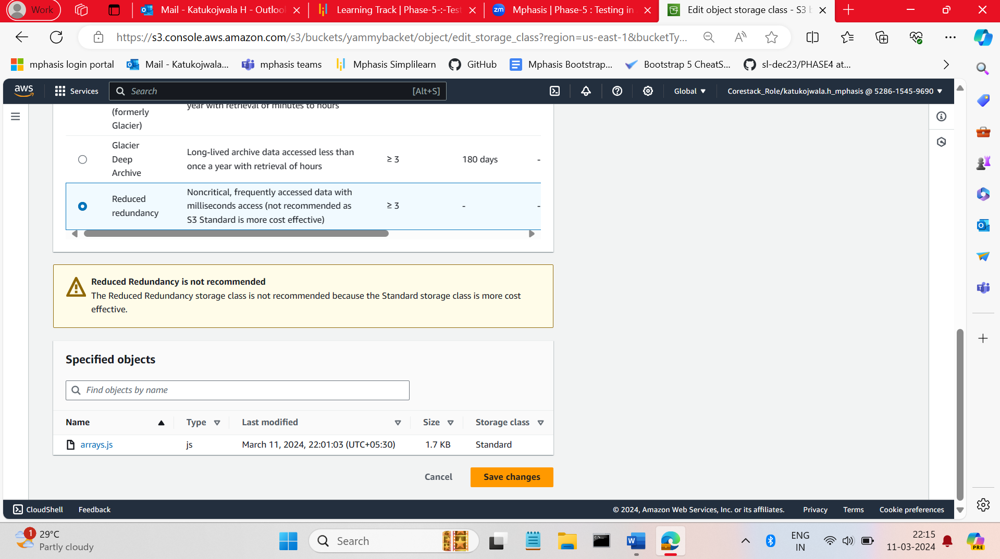 Work
Mail - Katukojwala H - Outlool
Learning Track | Phase-5-:-Test
zm
Mphasis | Phase-5 : Testing in
Edit object storage class - S3 b
https://s3.console.aws.amazon.com/s3/buckets/yammybacket/object/edit_storage_class?region=us-east-1&bucketTy...
mphasis login portal
Mail - Katukojwala...
mphasis teams
Mphasis Simplilearn
GitHub
Mphasis Bootstrap...
Bootstrap 5 CheatS...
sl-dec23/PHASE4 at...
aws
Services
Search
[Alt+S]
Global
Corestack_Role/katukojwala.h_mphasis @ 5286-1545-9690
(formerly
Glacier)
year with retrieval of minutes to hours
Glacier
Deep
Archive
Long-lived archive data accessed less than
once a year with retrieval of hours
≥ 3
180 days
-
Reduced
redundancy
Noncritical, frequently accessed data with
milliseconds access (not recommended as
S3 Standard is more cost effective)
≥ 3
-
-
Reduced Redundancy is not recommended
The Reduced Redundancy storage class is not recommended because the Standard storage class is more cost
effective.
Specified objects
Find objects by name
Name
Type
Last modified
Size
Storage class
arrays.js
js
March 11, 2024, 22:01:03 (UTC+05:30)
1.7 KB
Standard
Cancel
Save changes
CloudShell
Feedback
© 2024, Amazon Web Services, Inc. or its affiliates.
Privacy
Terms
Cookie preferences
1
29°C
Partly cloudy
Search
ENG
IN
22:15
11-03-2024
PRE